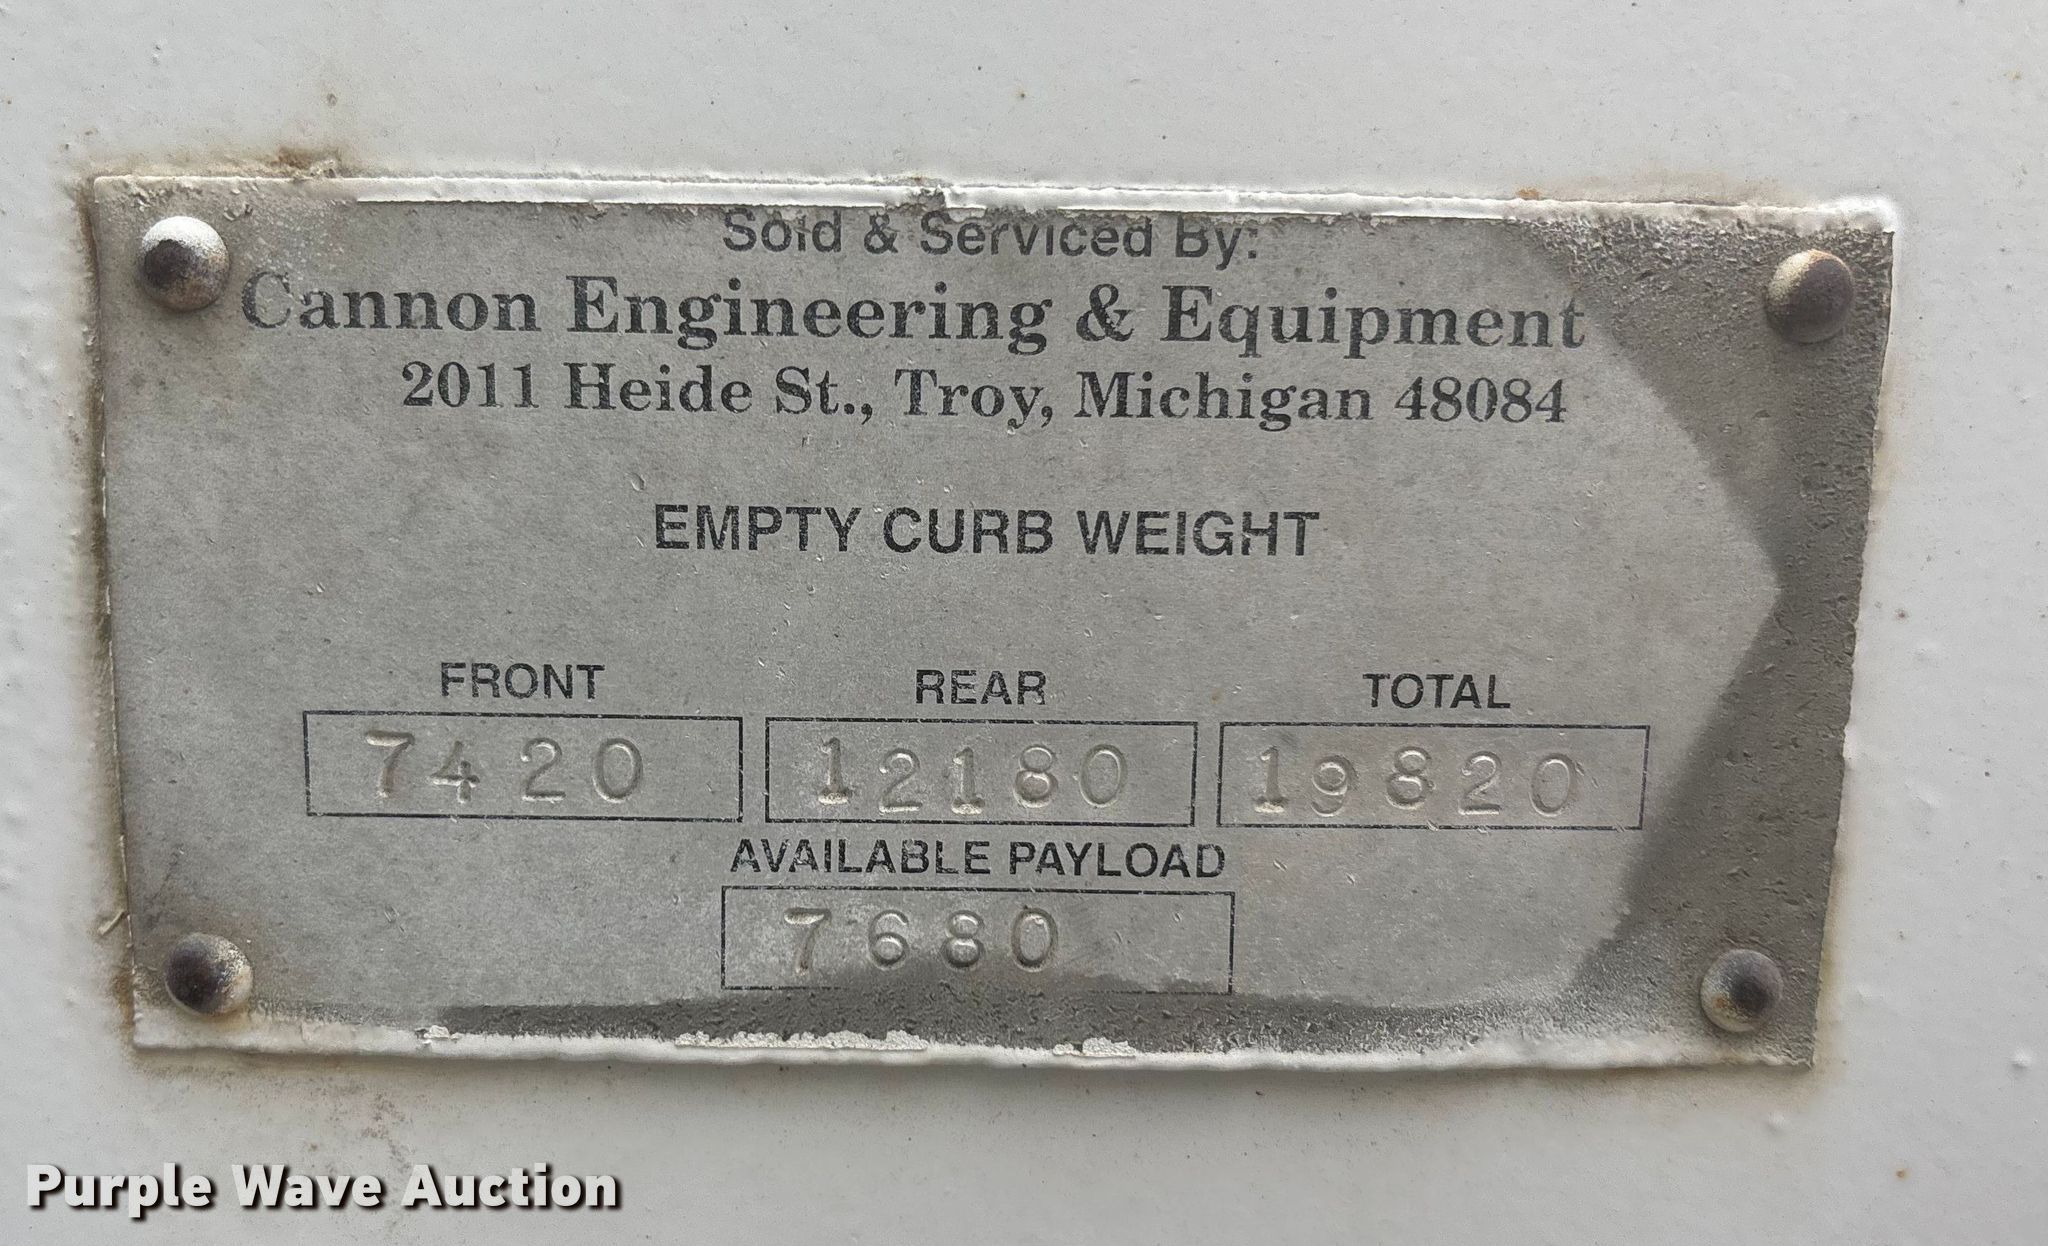 Sold & Serviced By:
Cannon Engineering & Equipment
2011 Heide St., Troy, Michigan 48084
EMPTY CURB WEIGHT
FRONT REAR TOTAL
7420 12180 19820
AVAILABLE PAYLOAD
7680
Purple Wave Auction